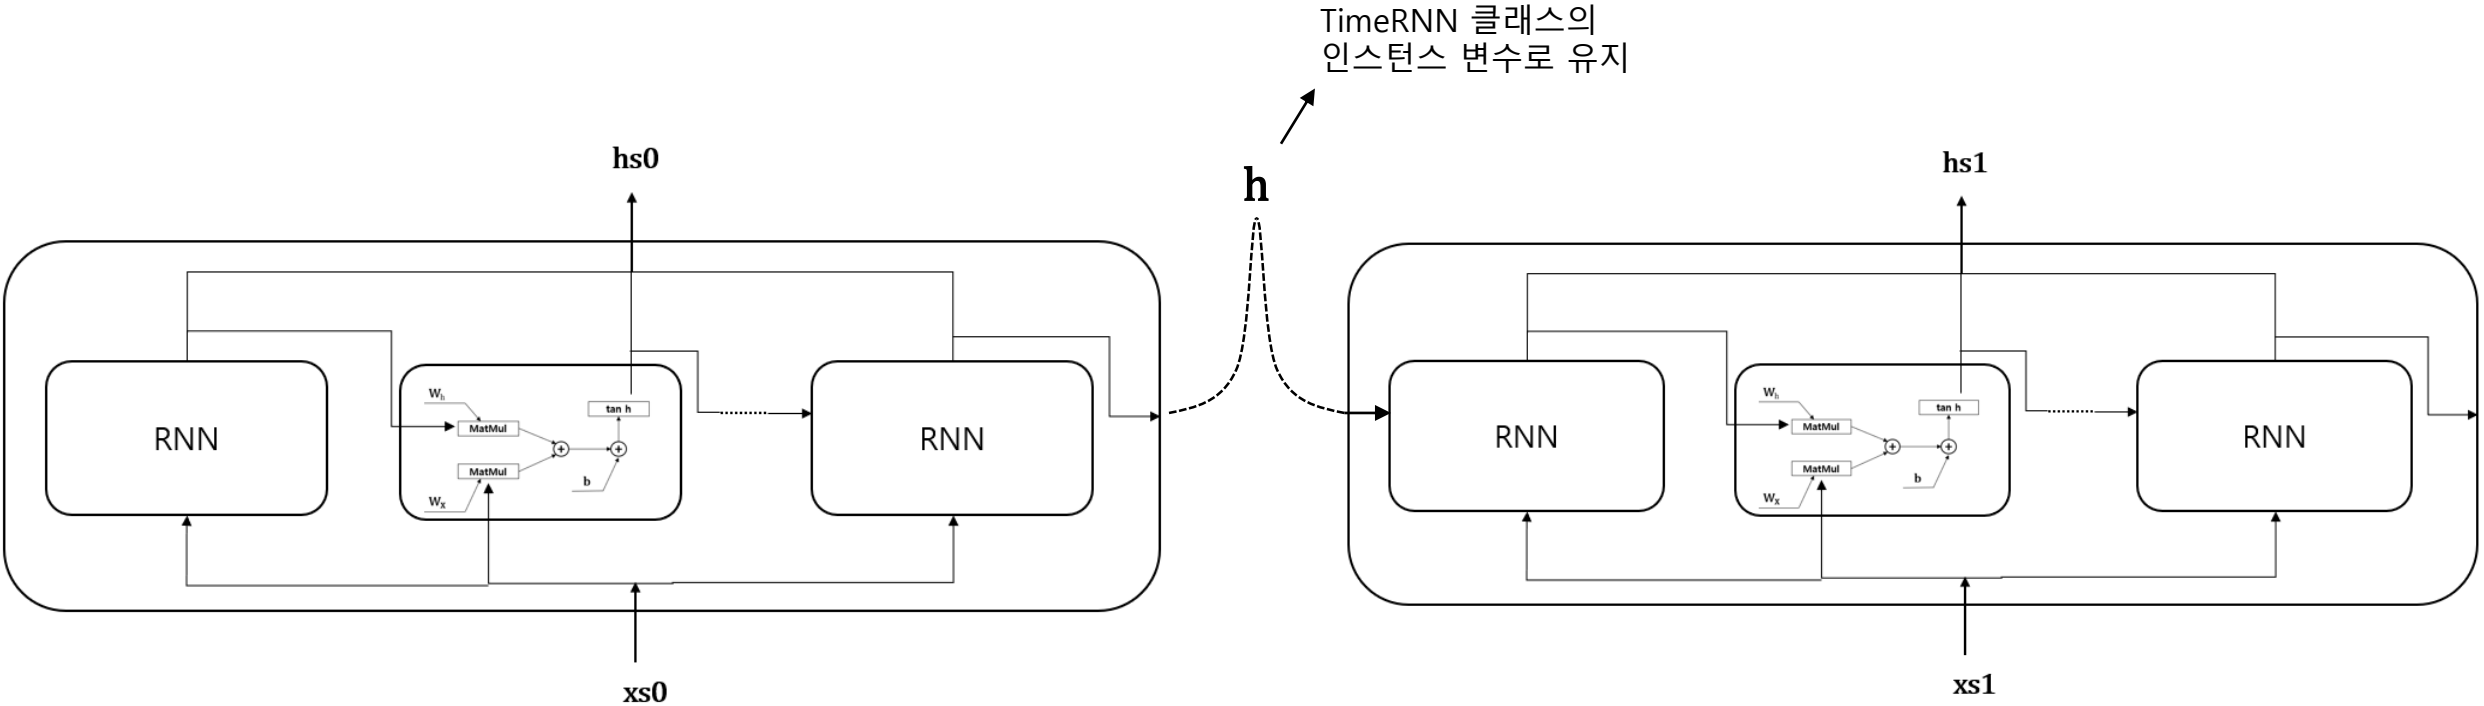 TimeRNN 클래스의
인스턴스 변수로 유지
hs0
h
hs1
RNN
Wh
MatMul
MatMul
Wx
tan h
b
RNN
RNN
Wh
MatMul
MatMul
Wx
tan h
b
RNN
xs0
xs1